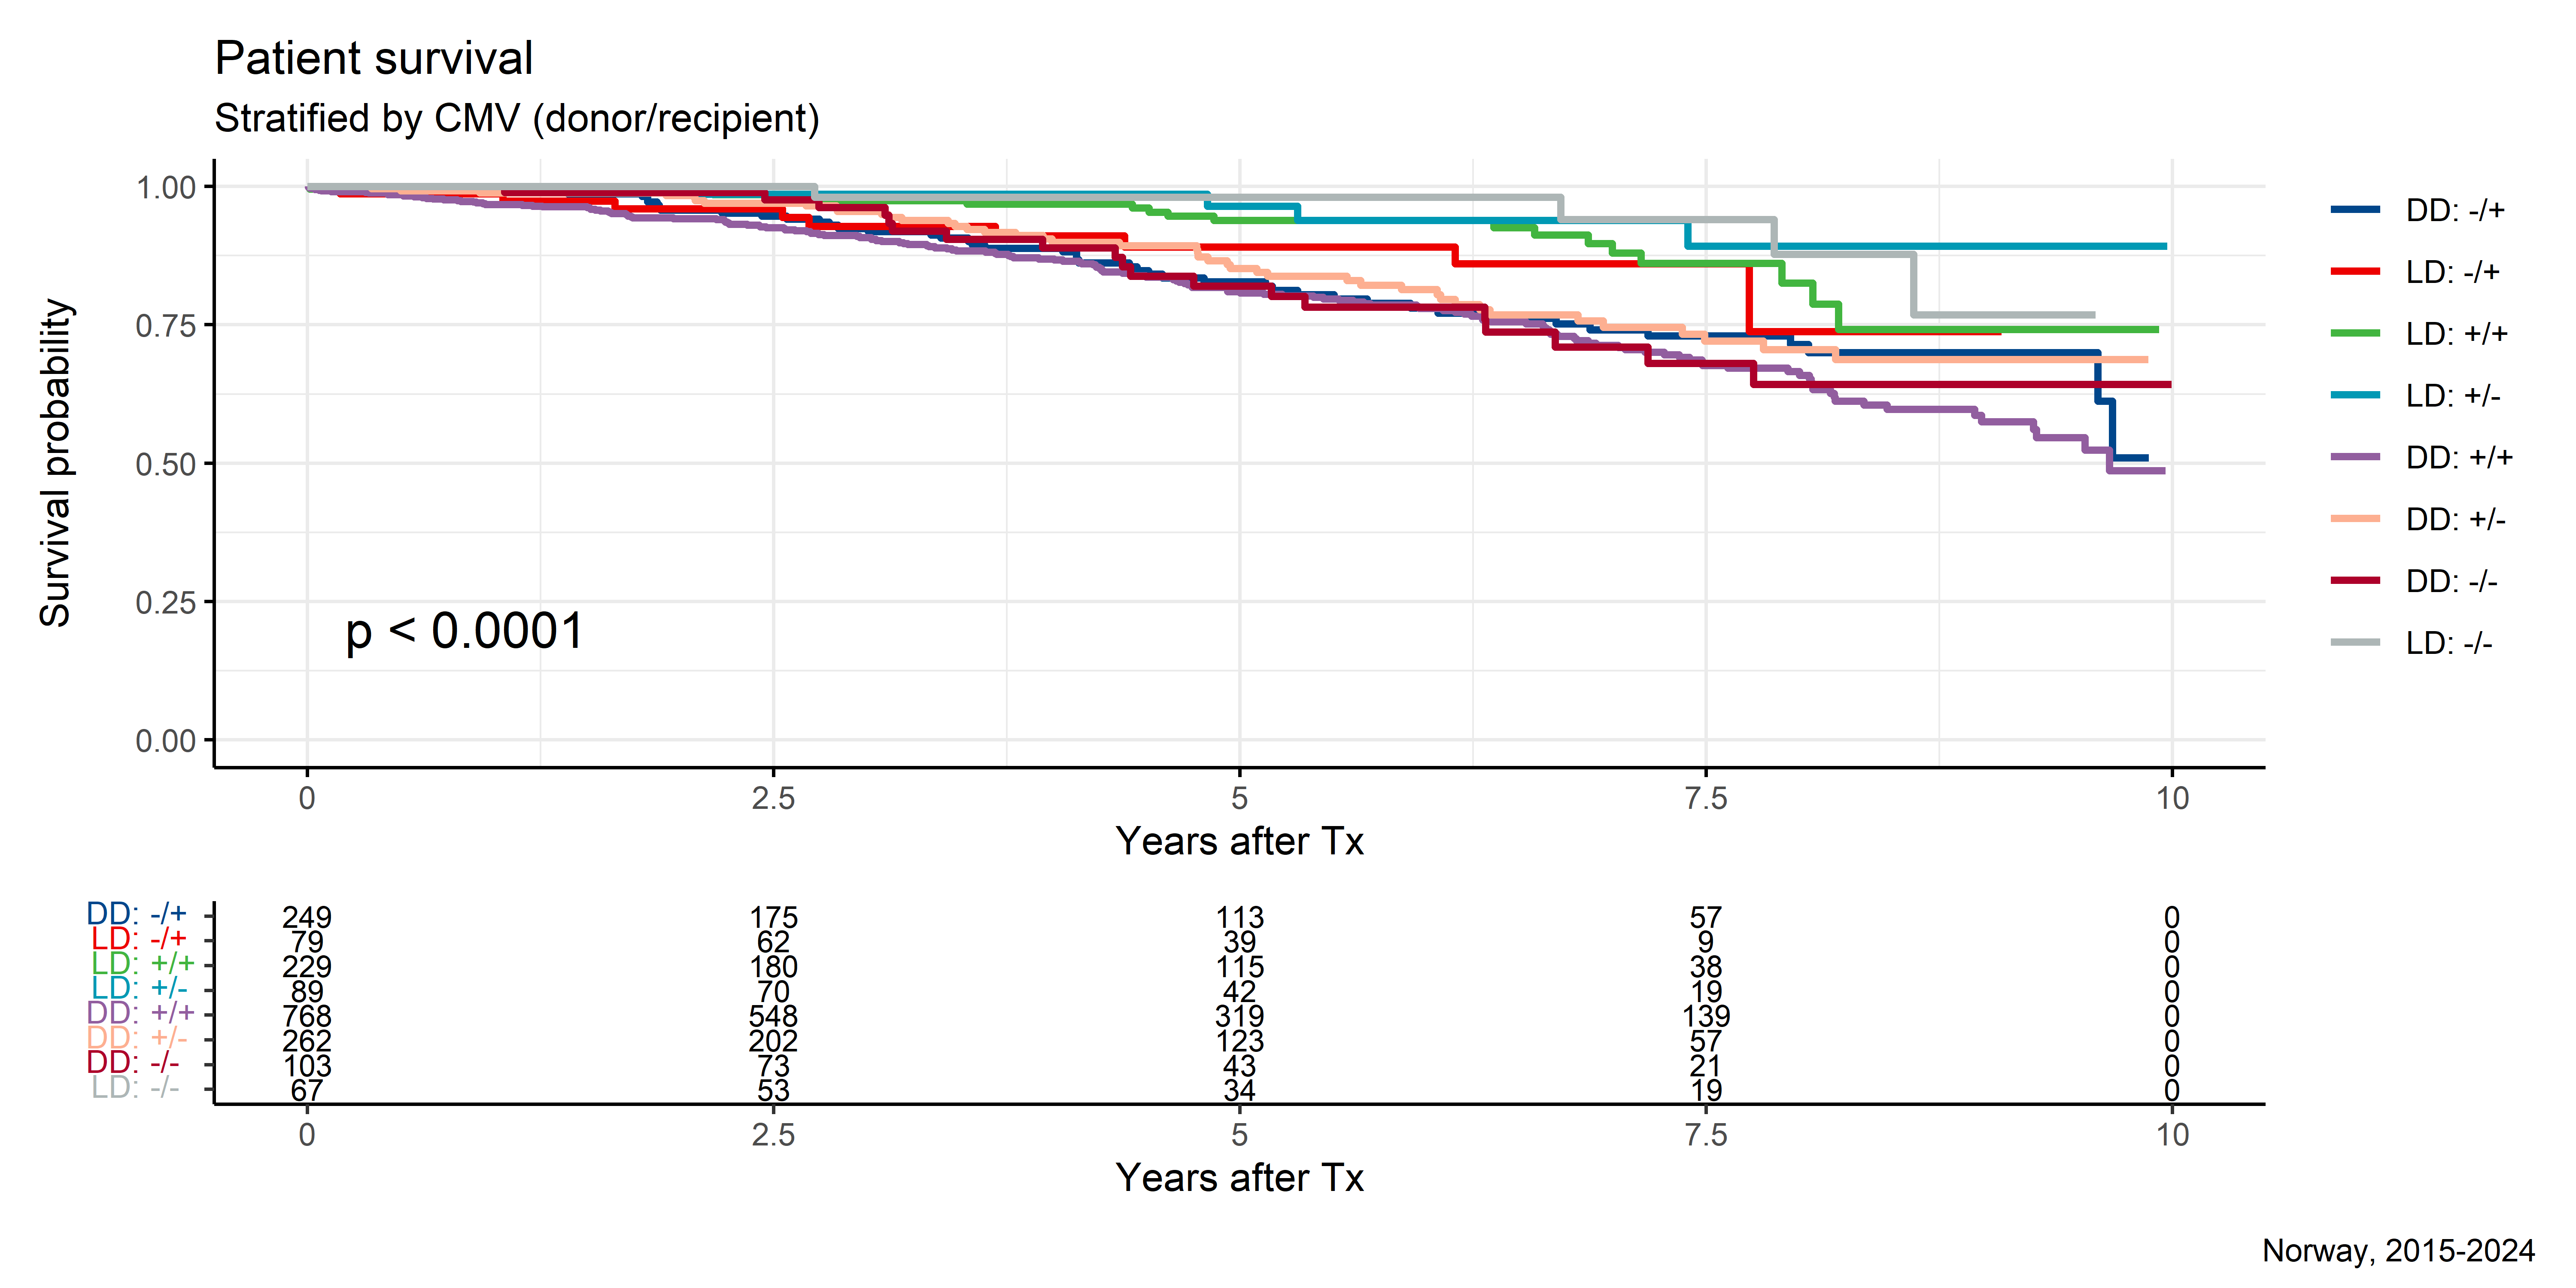 Patient survival
Stratified by CMV (donor/recipient)
1.00
0.75
0.50
0.25
0.00
Survival probability
p < 0.0001
0 2.5 5 7.5 10
Years after Tx
DD: -/+
LD: -/+
LD: +/+
LD: +/-
DD: +/+
DD: +/-
DD: -/-
LD: -/-
DD: -/+ 249 175 113 57 0
LD: -/+ 79 62 39 9 0
LD: +/+ 229 180 115 38 0
LD: +/- 89 70 42 19 0
DD: +/+ 768 548 319 139 0
DD: +/- 262 202 123 57 0
DD: -/- 103 73 43 21 0
LD: -/- 67 53 34 19 0
0 2.5 5 7.5 10
Years after Tx
Norway, 2015-2024